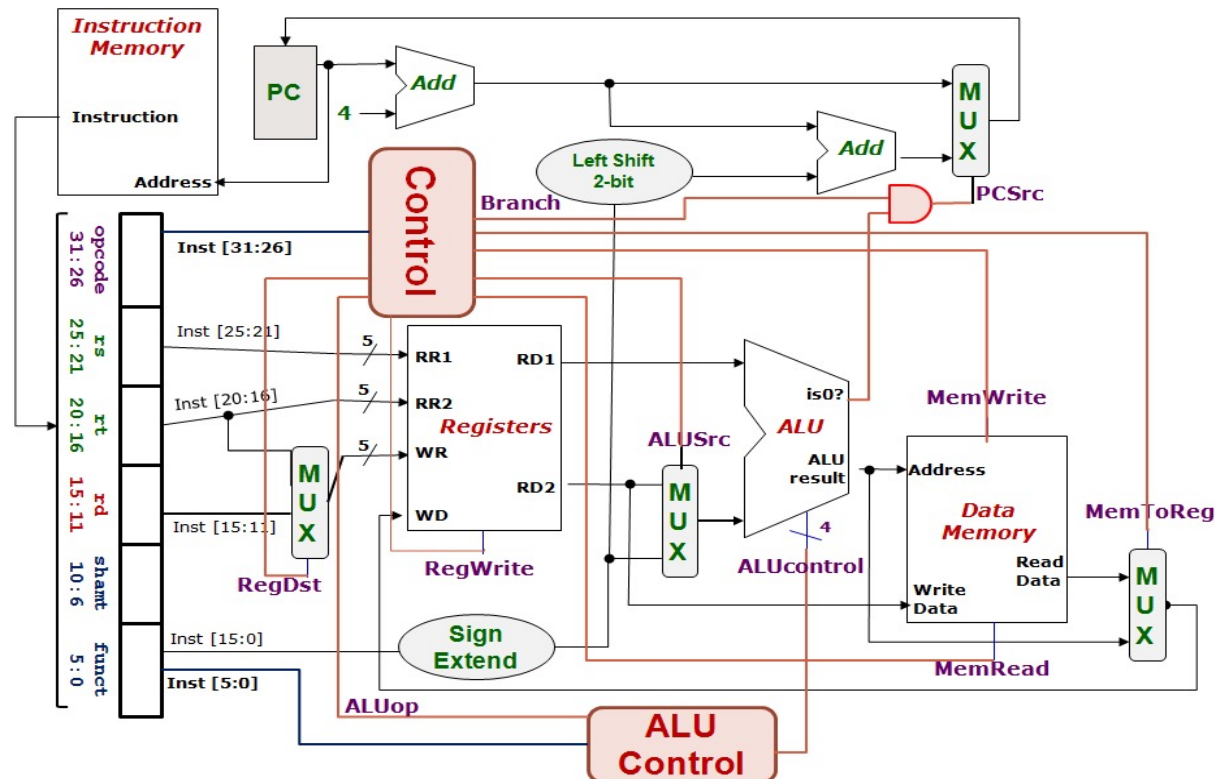 Instruction
Memory
Instruction
Address
PC
4
Add
Add
Left Shift
2-bit
M
U
X
PCSrc
Control
Branch
opcode
31:26
Inst [31:26]
rs
25:21
Inst [25:21]
rt
20:16
Inst [20:16]
rd
15:11
Inst [15:11]
shamt
10:6
funct
5:0
Inst [15:0]
Inst [5:0]
M
U
X
RegDst
5
5
5
RR1
RR2
WR
WD
Registers
RD1
RD2
RegWrite
Sign
Extend
ALUSrc
M
U
X
ALU
is0?
ALU
result
4
ALUcontrol
MemWrite
Address
Data
Memory
Read
Data
Write
Data
MemRead
MemToReg
M
U
X
ALUop
ALU
Control